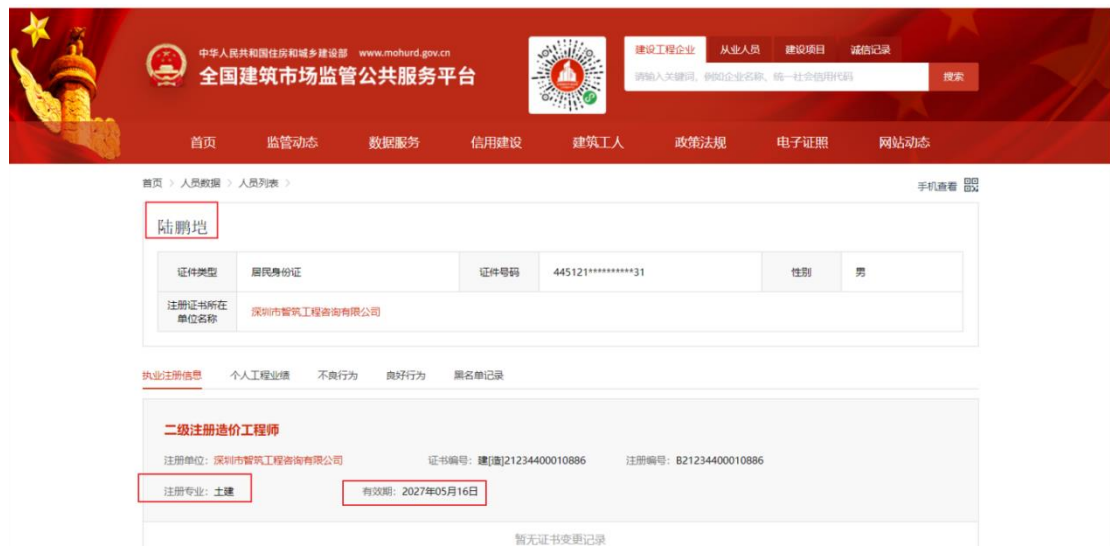 中华人民共和国住房和城乡建设部 www.mohurd.gov.cn
全国建筑市场监管公共服务平台
建设工程企业 从业人员 建设项目 诚信记录
请输入关键词，例如企业名称、统一社会信用代码 搜索
首页 监管动态 数据服务 信用建设 建筑工人 政策法规 电子证照 网站动态
首页 > 人员数据 > 人员列表 >
手机查看
陆鹏垲
证件类型 居民身份证 证件号码 445121**********31 性别 男
注册证书所在
单位名称
深圳市智筑工程咨询有限公司
执业注册信息 个人工程业绩 不良行为 良好行为 黑名单记录
二级注册造价工程师
注册单位：深圳市智筑工程咨询有限公司 证书编号：建[造]21234400010886 注册编号：B21234400010886
注册专业：土建 有效期：2027年05月16日
暂无证书变更记录